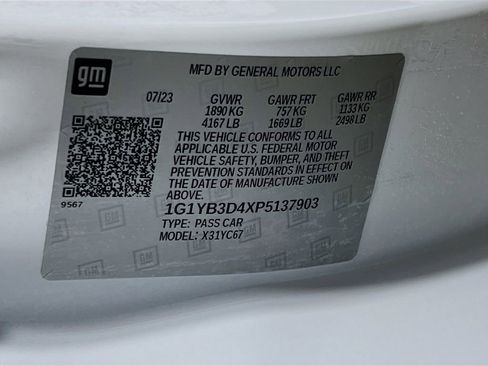 gm
MFD BY GENERAL MOTORS LLC
07/23 GVWR GAWR FRT GAWR RR
1890 KG 757 KG 1133 KG
4167 LB 1669 LB 2498 LB
THIS VEHICLE CONFORMS TO ALL
APPLICABLE U.S. FEDERAL MOTOR
VEHICLE SAFETY, BUMPER, AND THEFT
PREVENTION STANDARDS IN EFFECT ON
THE DATE OF MANUFACTURE SHOWN
ABOVE.
9567
1G1YB3D4XP5137903
TYPE: PASS CAR
MODEL: X31YC67